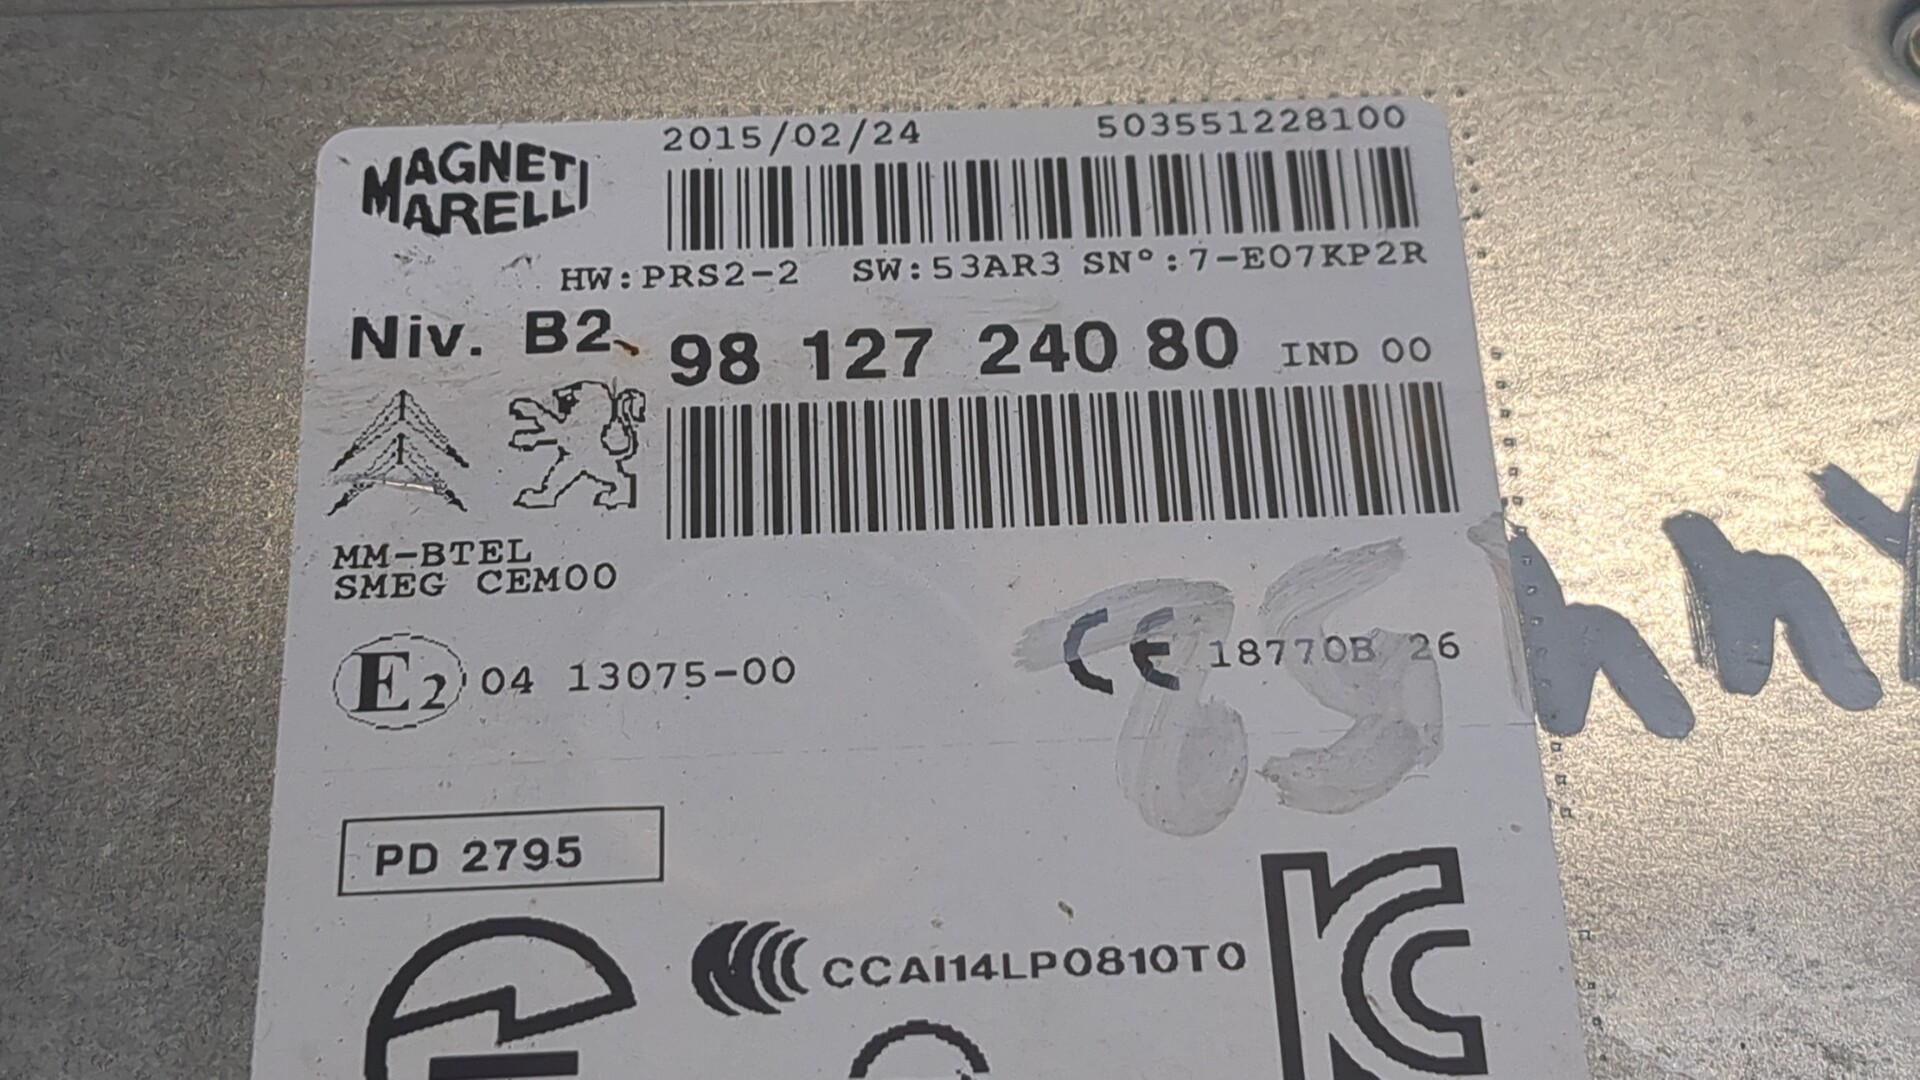 MAGNETI
MARELLI
2015/02/24 503551228100
HW:PRS2-2 SW:53AR3 SN°:7-E07KP2R
Niv. B2 98 127 240 80 IND 00
MM-BTEL
SMEG CEM00
E2 04 13075-00
CE 18770B 26
85
PD 2795
CCAI14LP0810T0